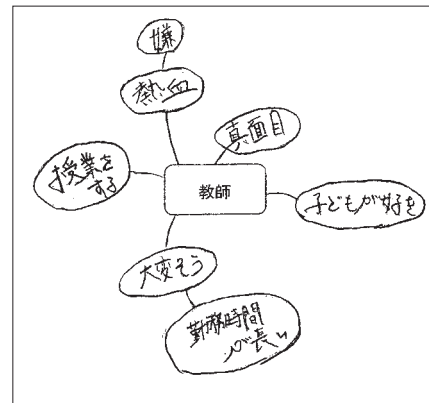 嫌
熱血
真面目
授業を
する
教師
子どもが好き
大変そう
勤務時間
が長い